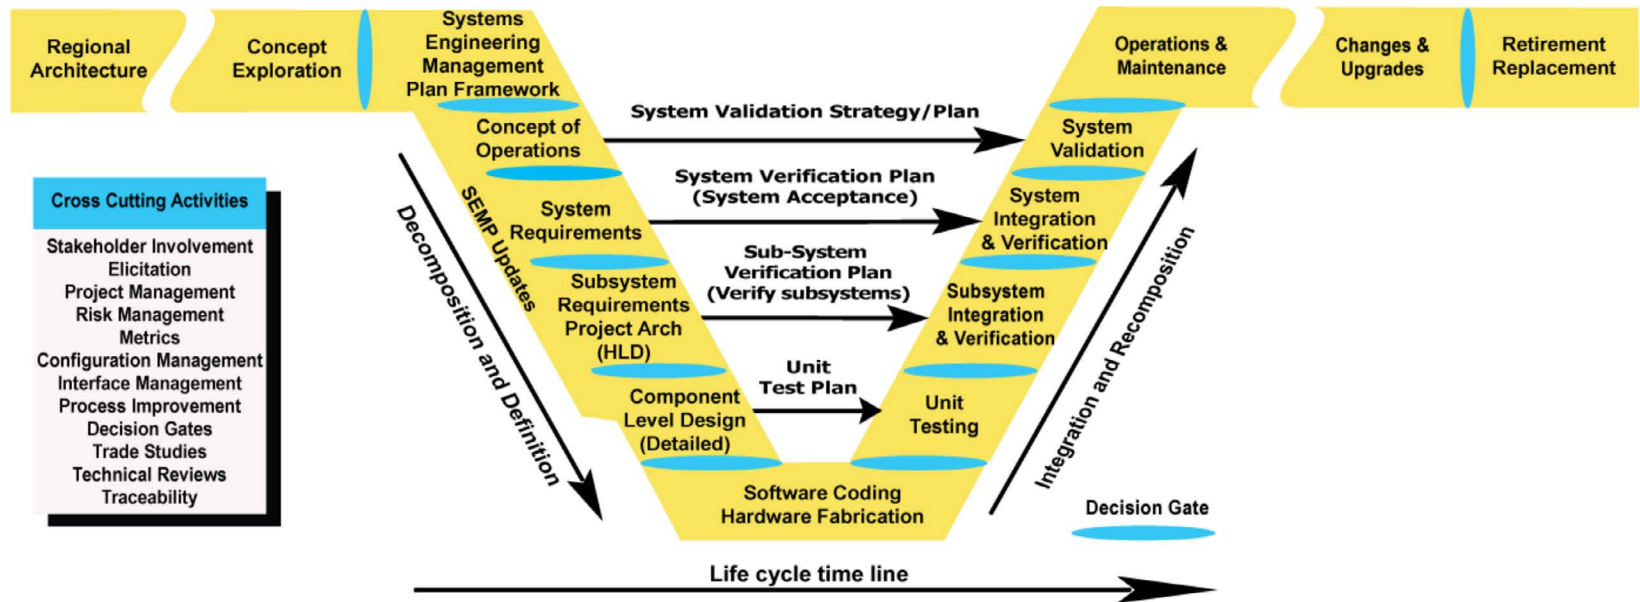 Regional
Architecture
Concept
Exploration
Systems
Engineering
Management
Plan Framework
Concept of
Operations
System
Requirements
Subsystem
Requirements
Project Arch
(HLD)
Component
Level Design
(Detailed)
SEMP Updates
Decomposition and Definition
System Validation Strategy/Plan
System Verification Plan
(System Acceptance)
Sub-System
Verification Plan
(Verify subsystems)
Unit
Test Plan
Software Coding
Hardware Fabrication
Operations &
Maintenance
Changes &
Upgrades
Retirement
Replacement
System
Validation
System
Integration
& Verification
Subsystem
Integration
& Verification
Unit
Testing
Integration and Recomposition
Decision Gate
Life cycle time line
Cross Cutting Activities
Stakeholder Involvement
Elicitation
Project Management
Risk Management
Metrics
Configuration Management
Interface Management
Process Improvement
Decision Gates
Trade Studies
Technical Reviews
Traceability